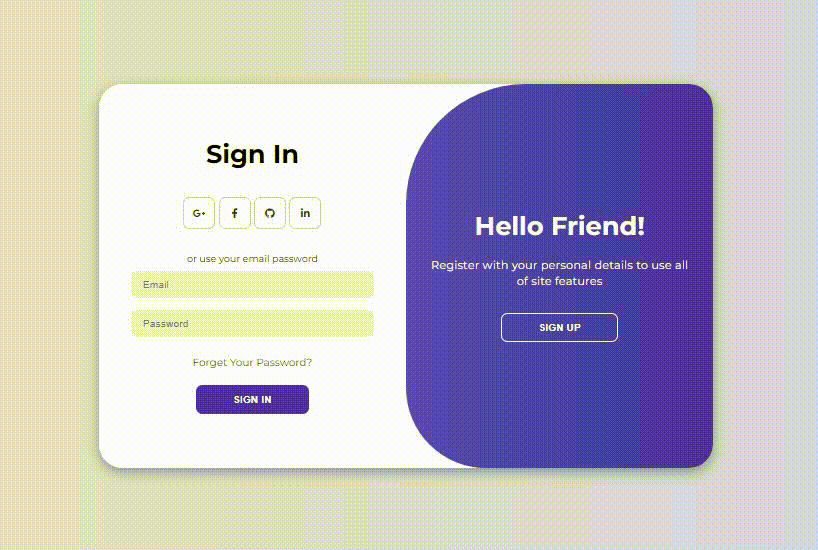 Sign In
G+ f in
or use your email password
Email
Password
Forget Your Password?
SIGN IN
Hello Friend!
Register with your personal details to use all
of site features
SIGN UP